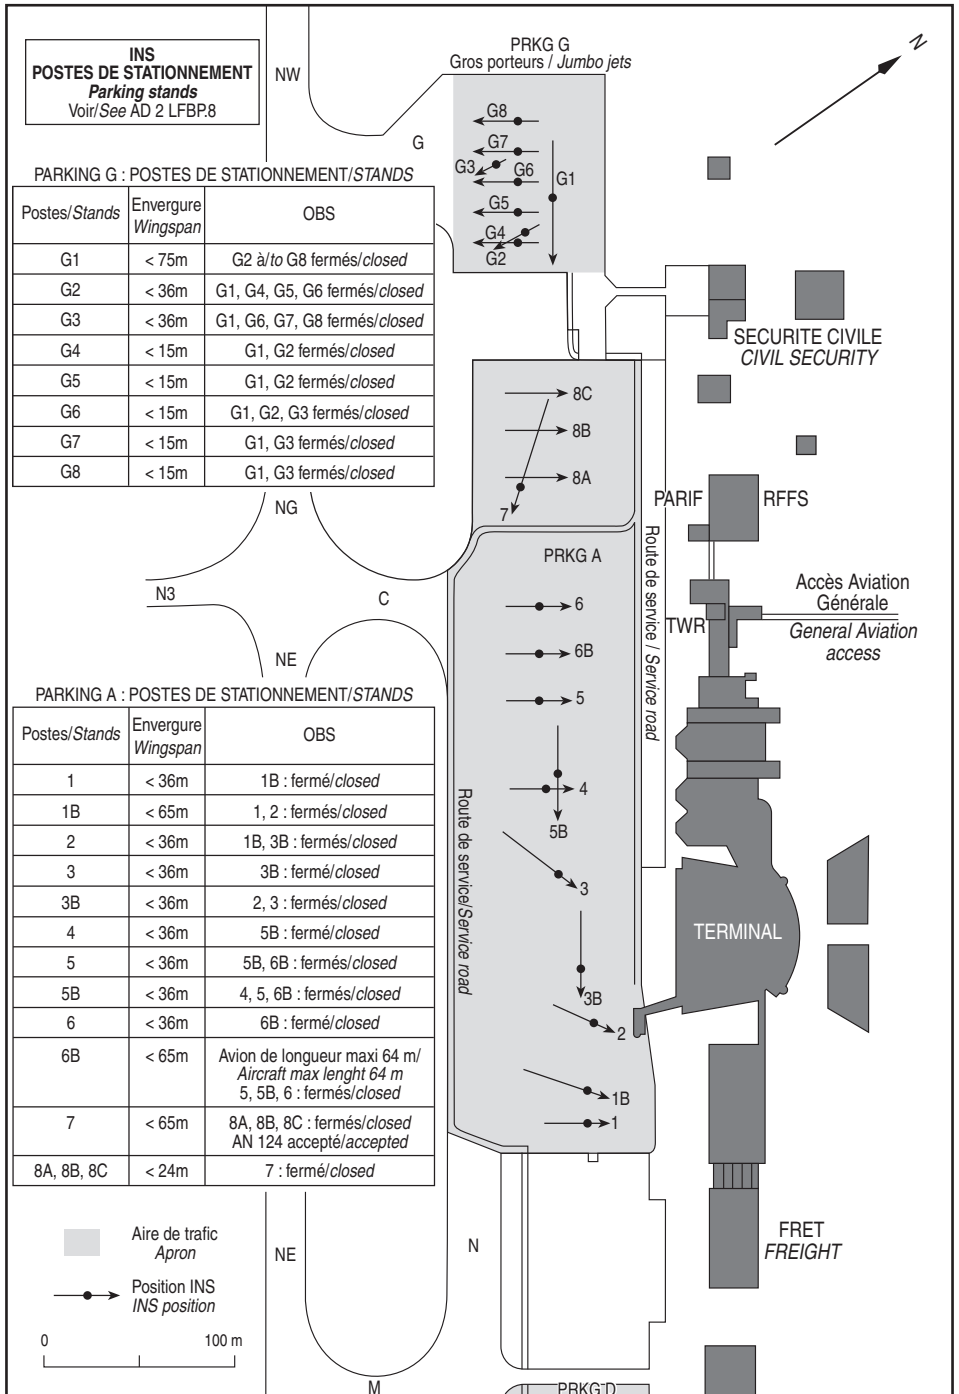 INS
POSTES DE STATIONNEMENT
Parking stands
Voir/See AD 2 LFBP.8
NW
PRKG G
Gros porteurs / Jumbo jets
N
G
G8
G7
G3
G6
G1
G5
G4
G2
PARKING G : POSTES DE STATIONNEMENT/STANDS
Postes/Stands Envergure Wingspan OBS
G1 < 75m G2 à/to G8 fermés/closed
G2 < 36m G1, G4, G5, G6 fermés/closed
G3 < 36m G1, G6, G7, G8 fermés/closed
G4 < 15m G1, G2 fermés/closed
G5 < 15m G1, G2 fermés/closed
G6 < 15m G1, G2, G3 fermés/closed
G7 < 15m G1, G3 fermés/closed
G8 < 15m G1, G3 fermés/closed
SECURITE CIVILE
CIVIL SECURITY
8C
8B
8A
7
PARIF
RFFS
NG
PRKG A
Route de service / Service road
N3
C
6
TWR
Accès Aviation
Générale
General Aviation
access
NE
6B
5
PARKING A : POSTES DE STATIONNEMENT/STANDS
Postes/Stands Envergure Wingspan OBS
1 < 36m 1B : fermé/closed
1B < 65m 1, 2 : fermés/closed
2 < 36m 1B, 3B : fermés/closed
3 < 36m 3B : fermé/closed
3B < 36m 2, 3 : fermés/closed
4 < 36m 5B : fermé/closed
5 < 36m 5B, 6B : fermés/closed
5B < 36m 4, 5, 6B : fermés/closed
6 < 36m 6B : fermé/closed
6B < 65m Avion de longueur maxi 64 m/
Aircraft max lenght 64 m
5, 5B, 6 : fermés/closed
7 < 65m 8A, 8B, 8C : fermés/closed
AN 124 accepté/accepted
8A, 8B, 8C < 24m 7 : fermé/closed
4
5B
Route de service/Service road
3
TERMINAL
3B
2
1B
1
Aire de trafic
Apron
NE
N
FRET
FREIGHT
Position INS
INS position
0 100 m
M
PRKG D